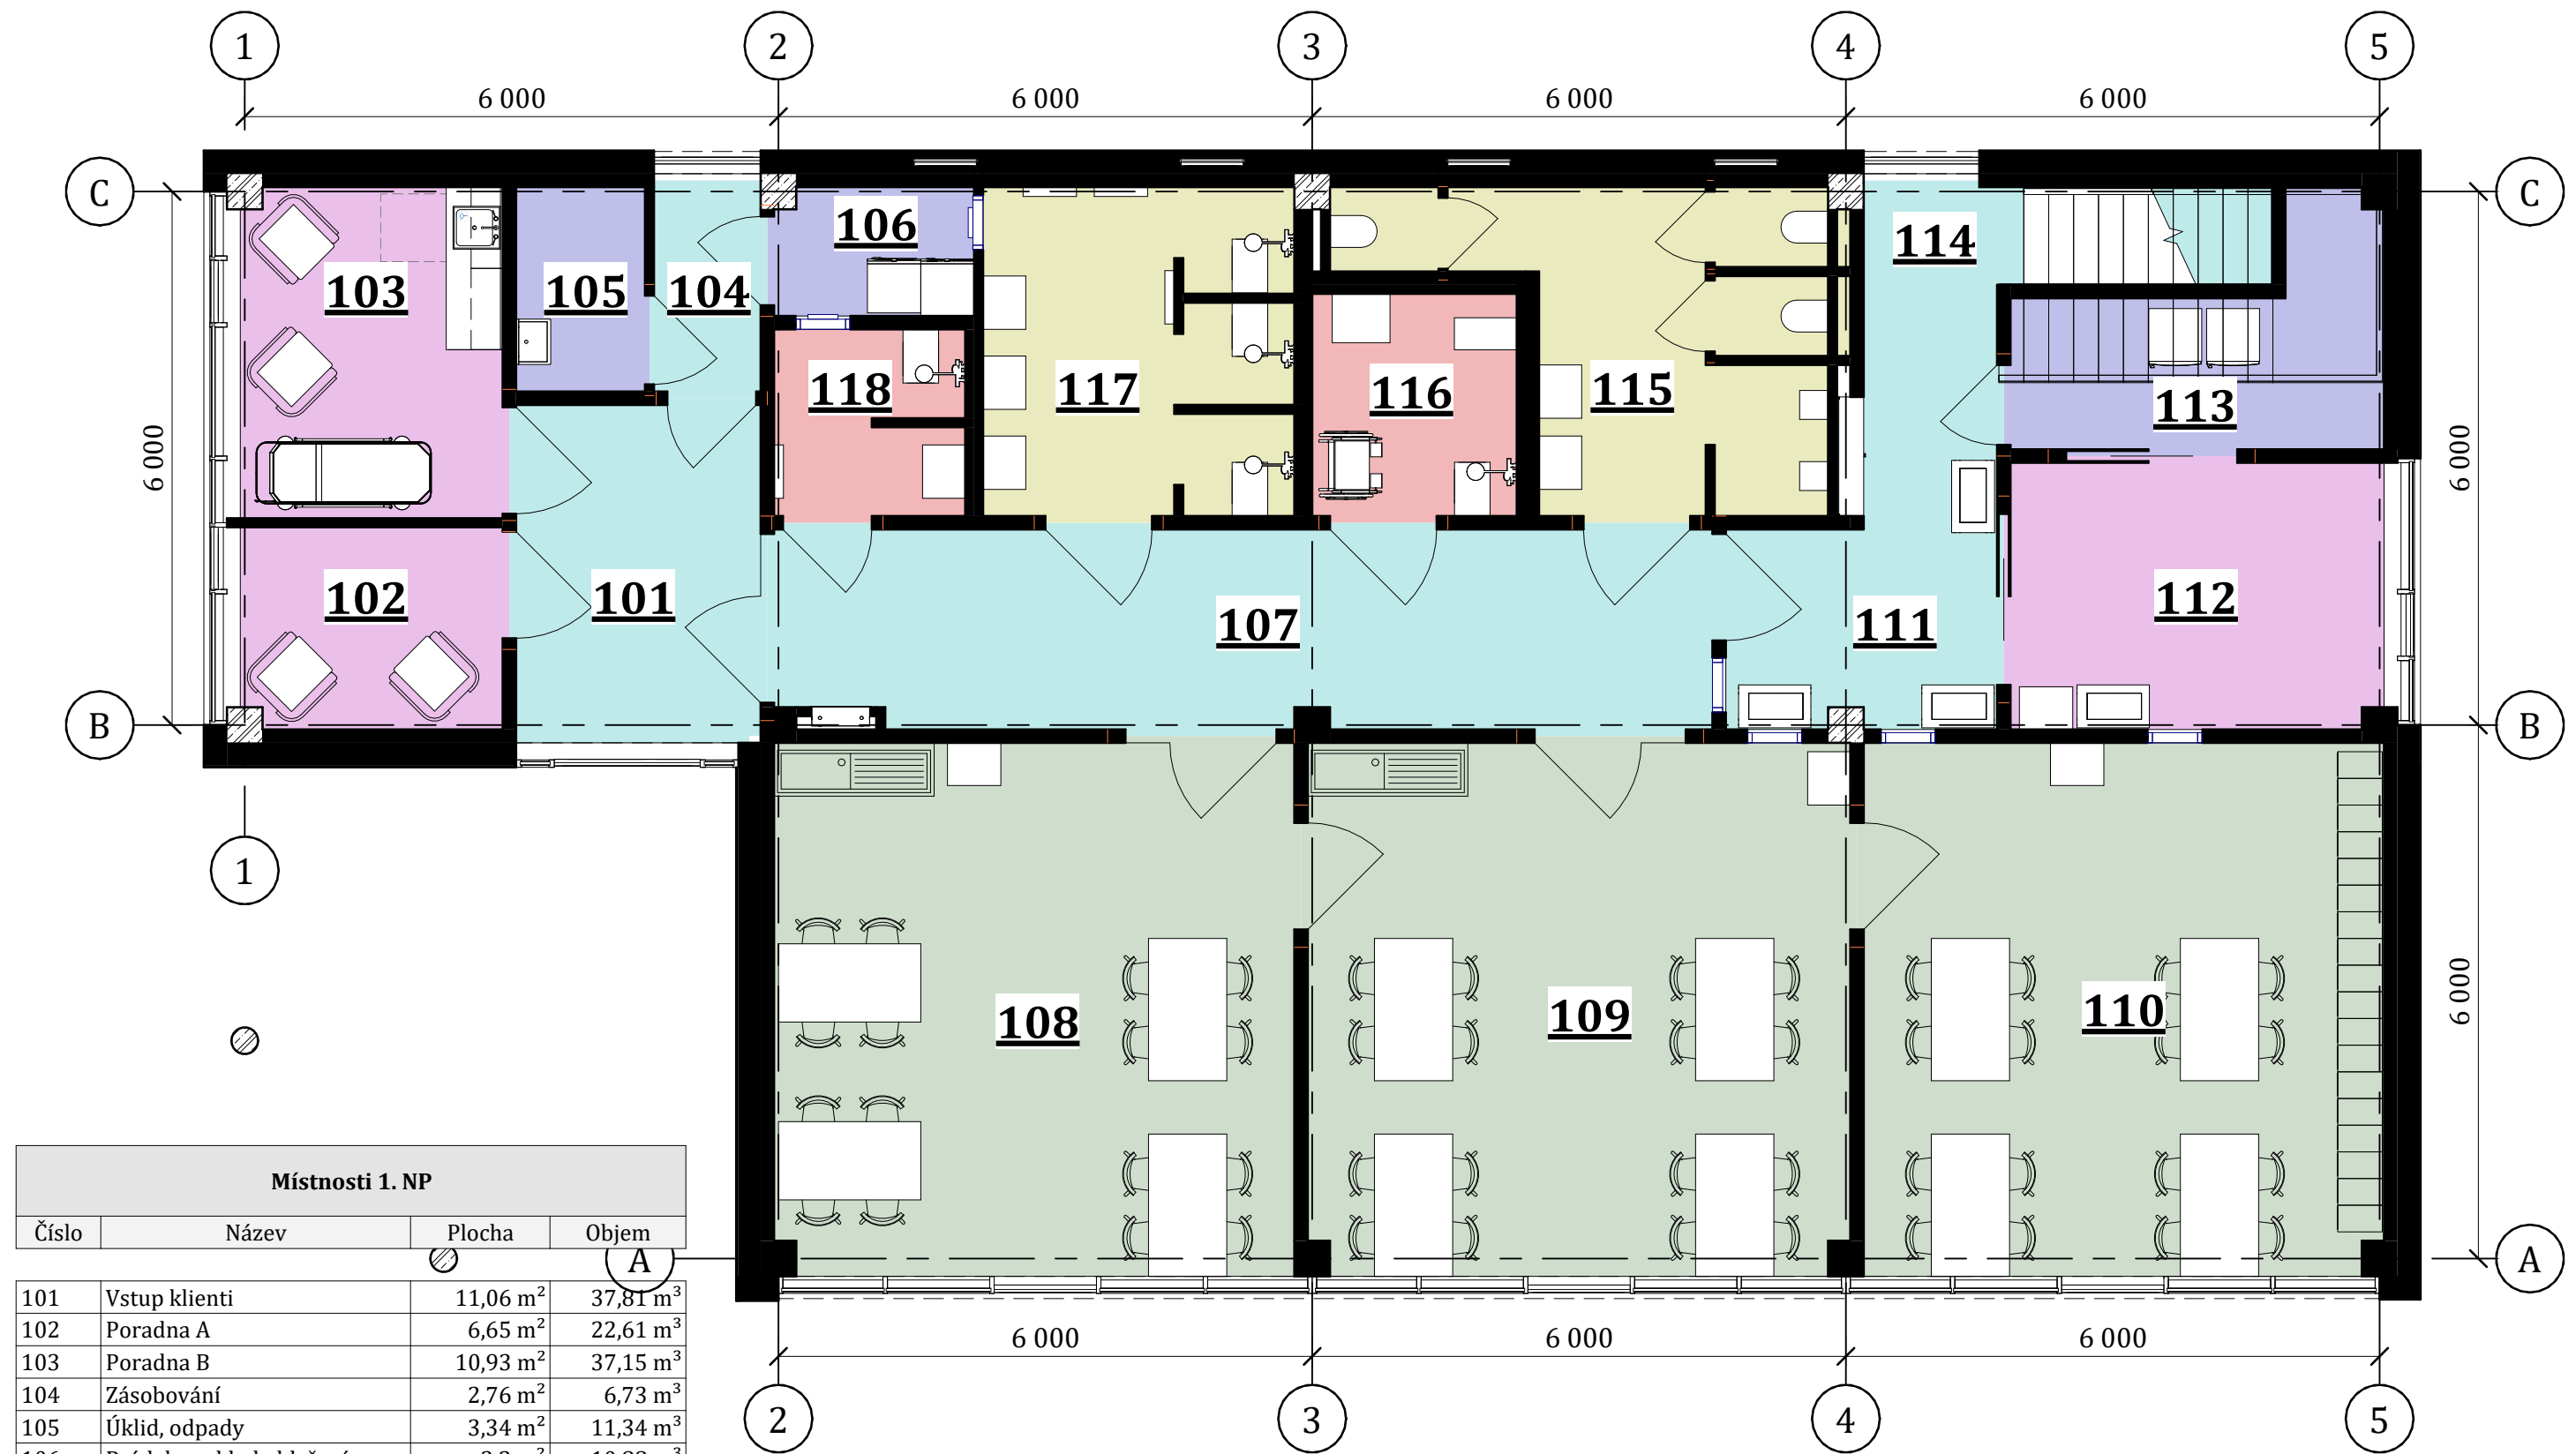 1 2 3 4 5
6 000 6 000 6 000 6 000
C C
106
114
103 105 104
118 117 116 115
113
6 000 6 000
102 101 112
107 111
B B
1
108 109 110
6 000
Místnosti 1. NP
Číslo Název Plocha Objem
A A
101 Vstup klienti 11,06 m² 37,81 m³
102 Poradna A 6,65 m² 22,61 m³
6 000 6 000 6 000
103 Poradna B 10,93 m² 37,15 m³
104 Zásobování 2,76 m² 6,73 m³
105 Úklid, odpady 3,34 m² 11,34 m³
2 3 4 5